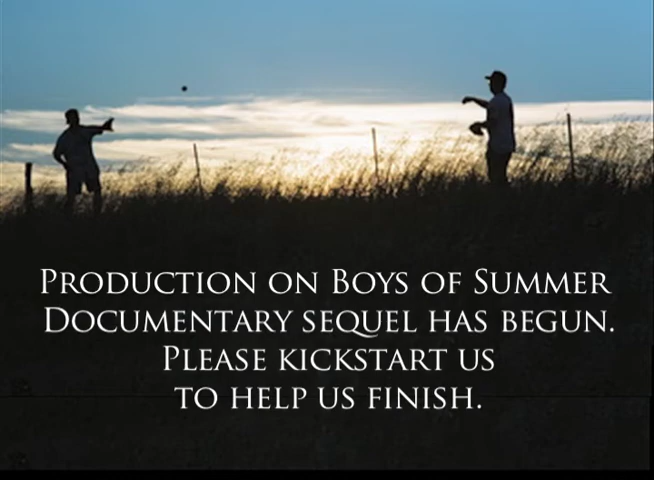 Production on Boys of Summer
Documentary sequel has begun.
Please kickstart us
to help us finish.